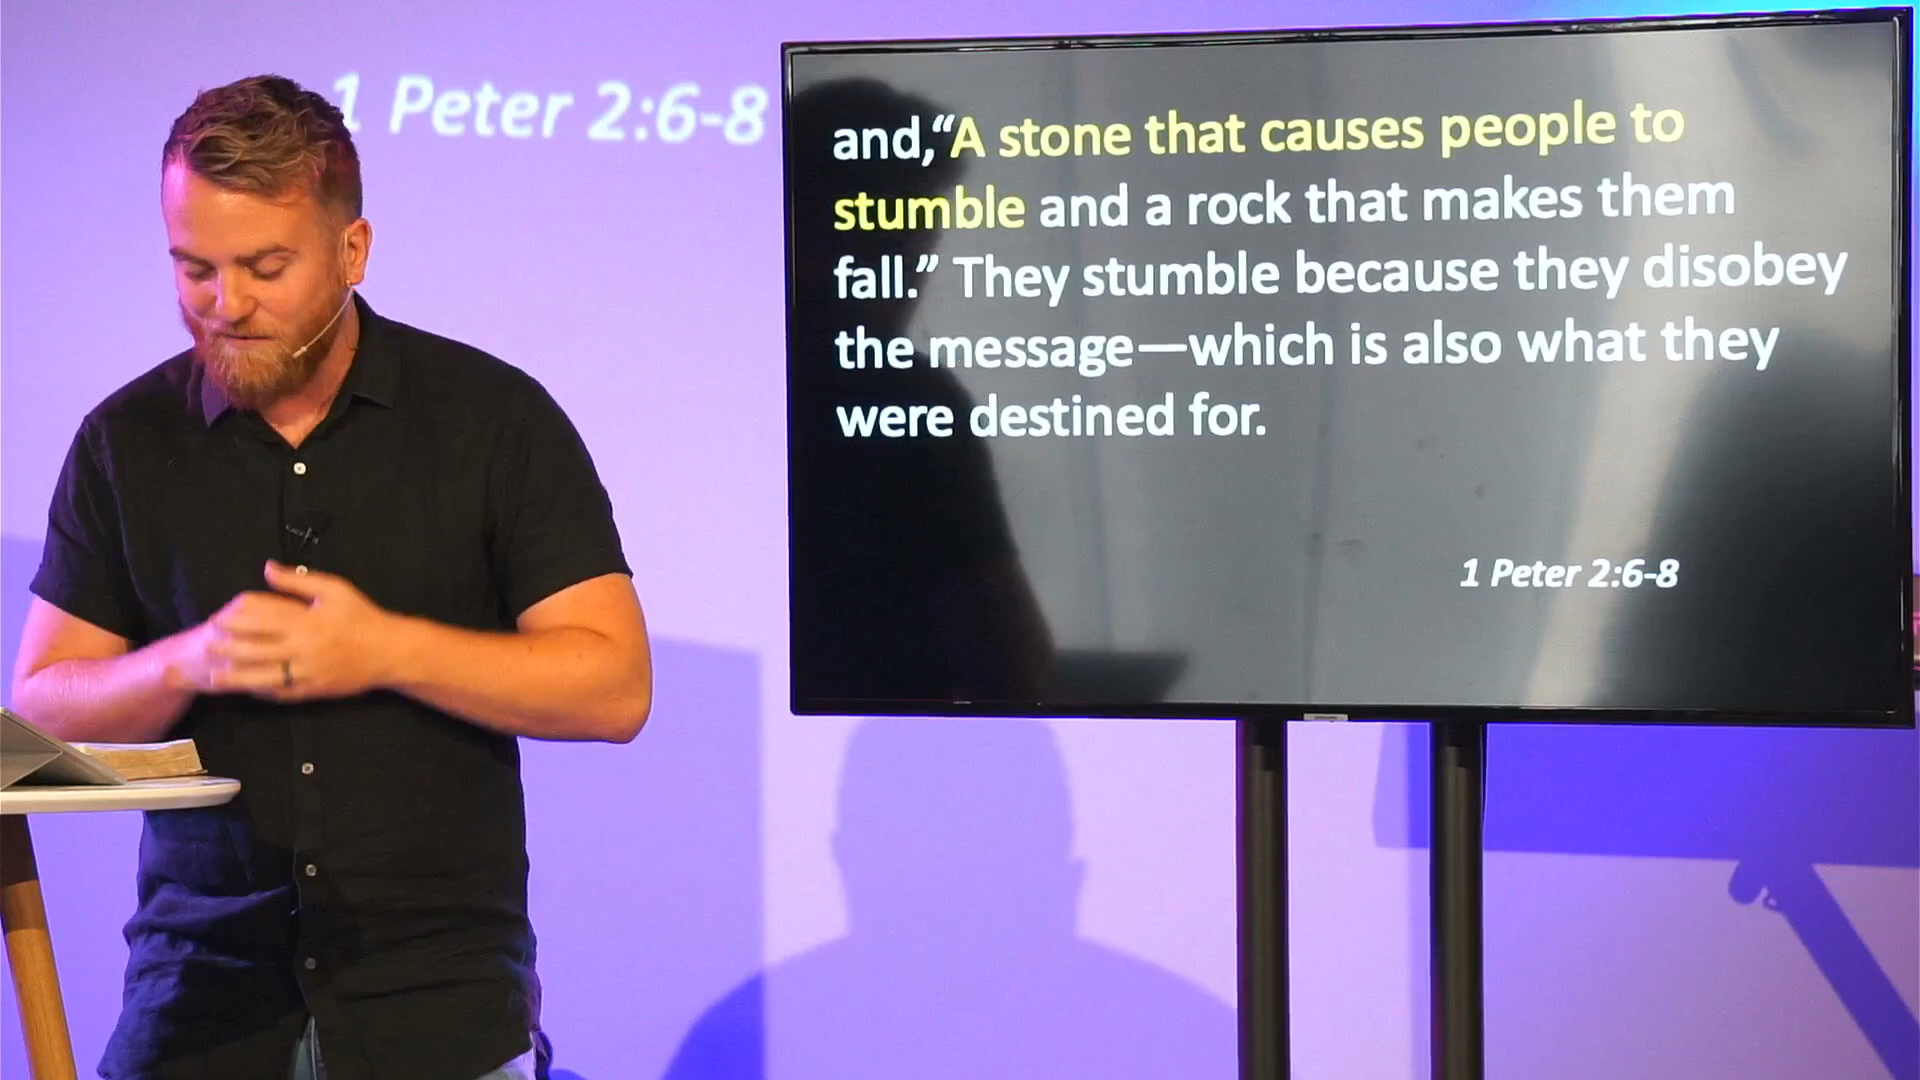 1 Peter 2:6-8
and,“A stone that causes people to
stumble and a rock that makes them
fall.” They stumble because they disobey
the message—which is also what they
were destined for.
1 Peter 2:6-8